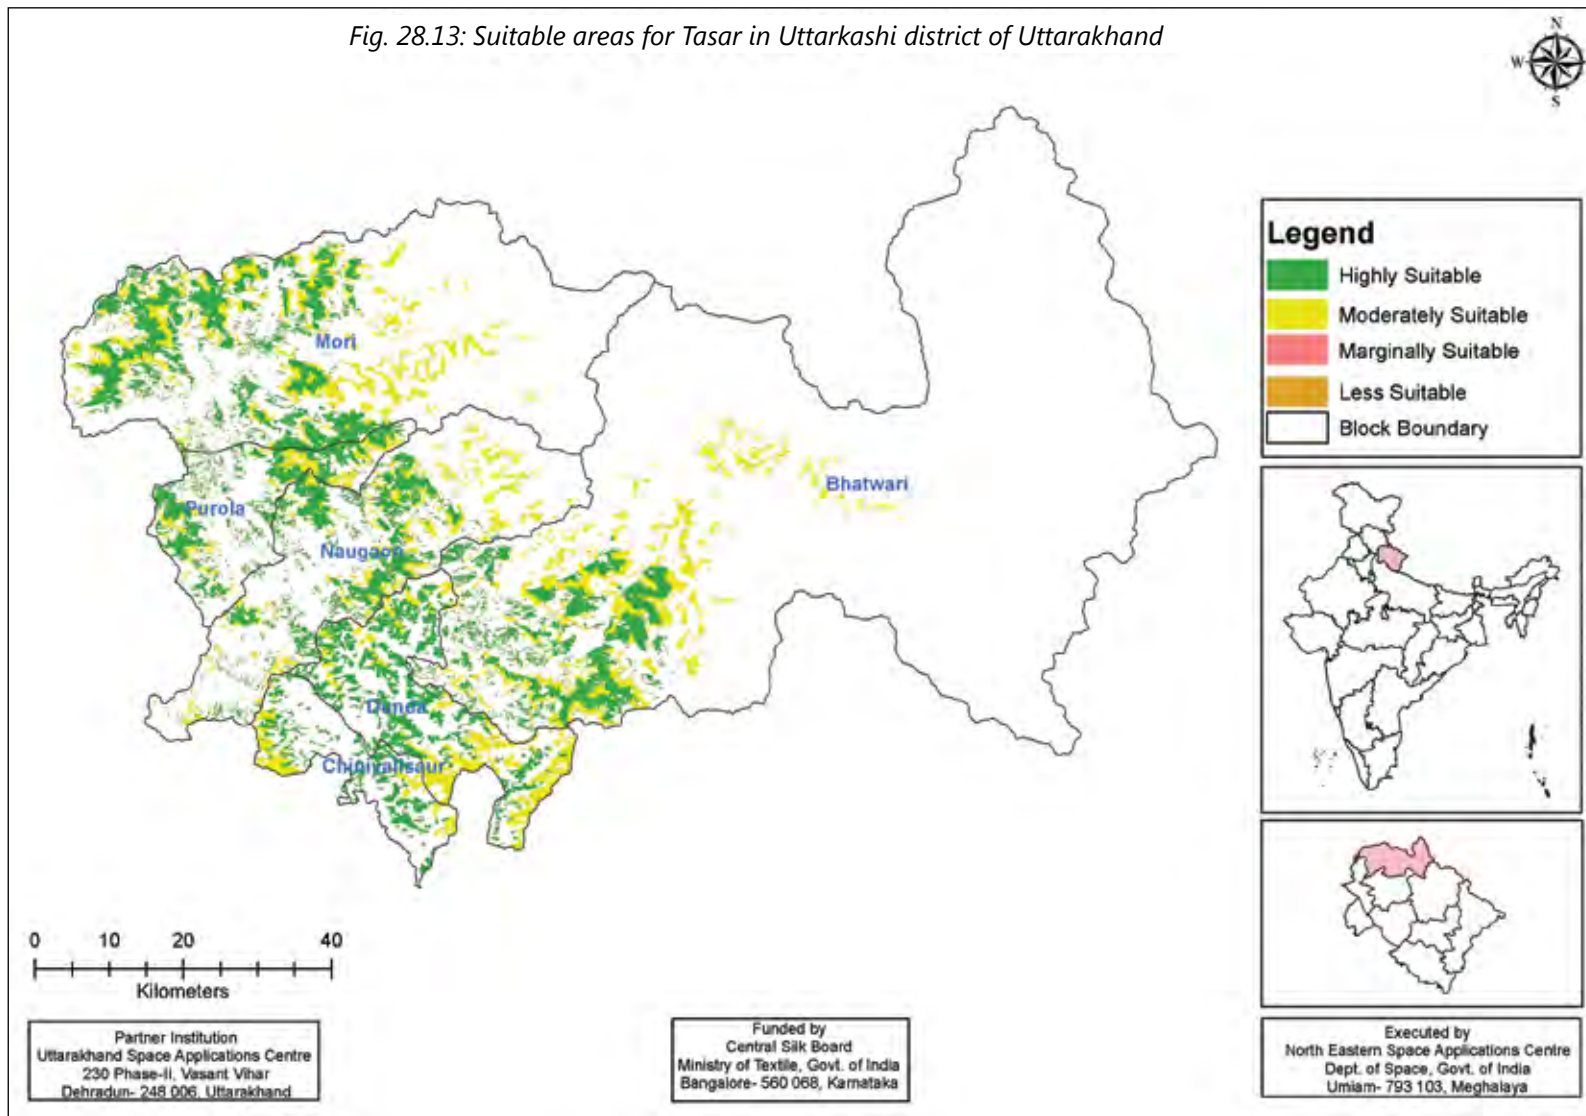 Fig. 28.13: Suitable areas for Tasar in Uttarkashi district of Uttarakhand
N
W
S
Legend
Highly Suitable
Moderately Suitable
Marginally Suitable
Less Suitable
Block Boundary
Mori
Bhatwari
Purola
Naugaon
Dunda
Chiniyalisaur
0 10 20 40
Kilometers
Partner Institution
Uttarakhand Space Applications Centre
230 Phase-II, Vasant Vihar
Dehradun- 248 006, Uttarakhand
Funded by
Central Silk Board
Ministry of Textile, Govt. of India
Bangalore- 560 068, Karnataka
Executed by
North Eastern Space Applications Centre
Dept. of Space, Govt. of India
Umiam- 793 103, Meghalaya